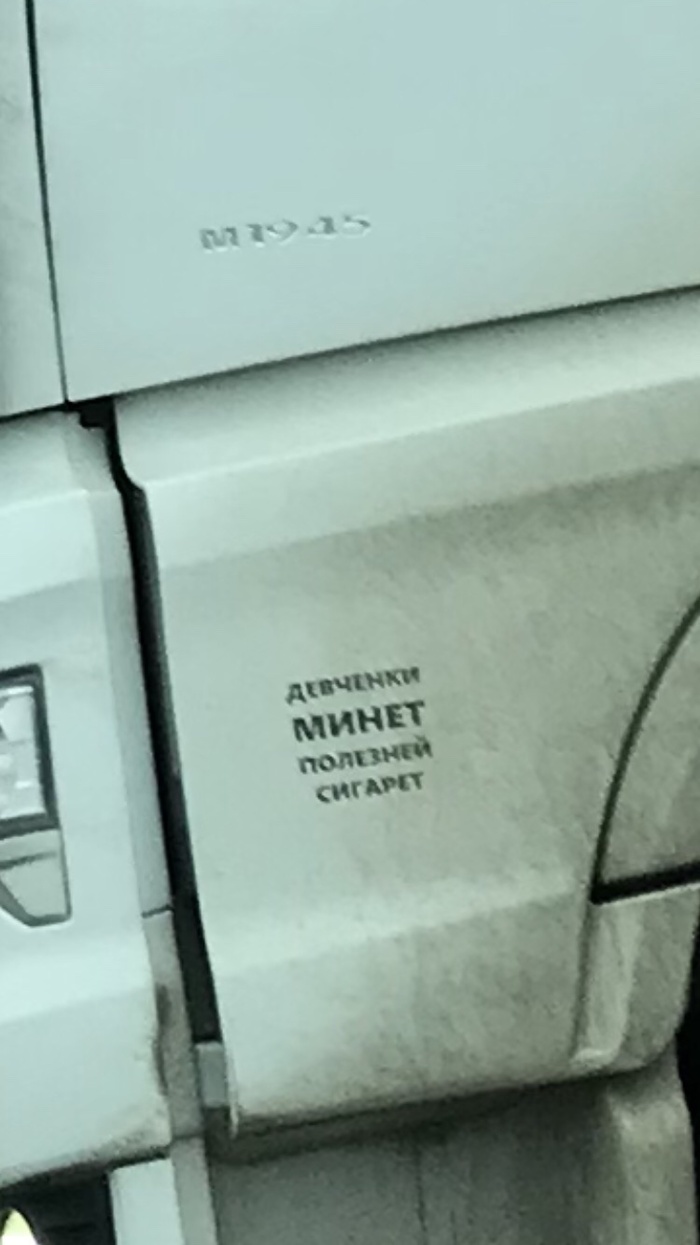 M1945
ДЕВЧЕНКИ
МИНЕТ
ПОЛЕЗНЕЙ
СИГАРЕТ